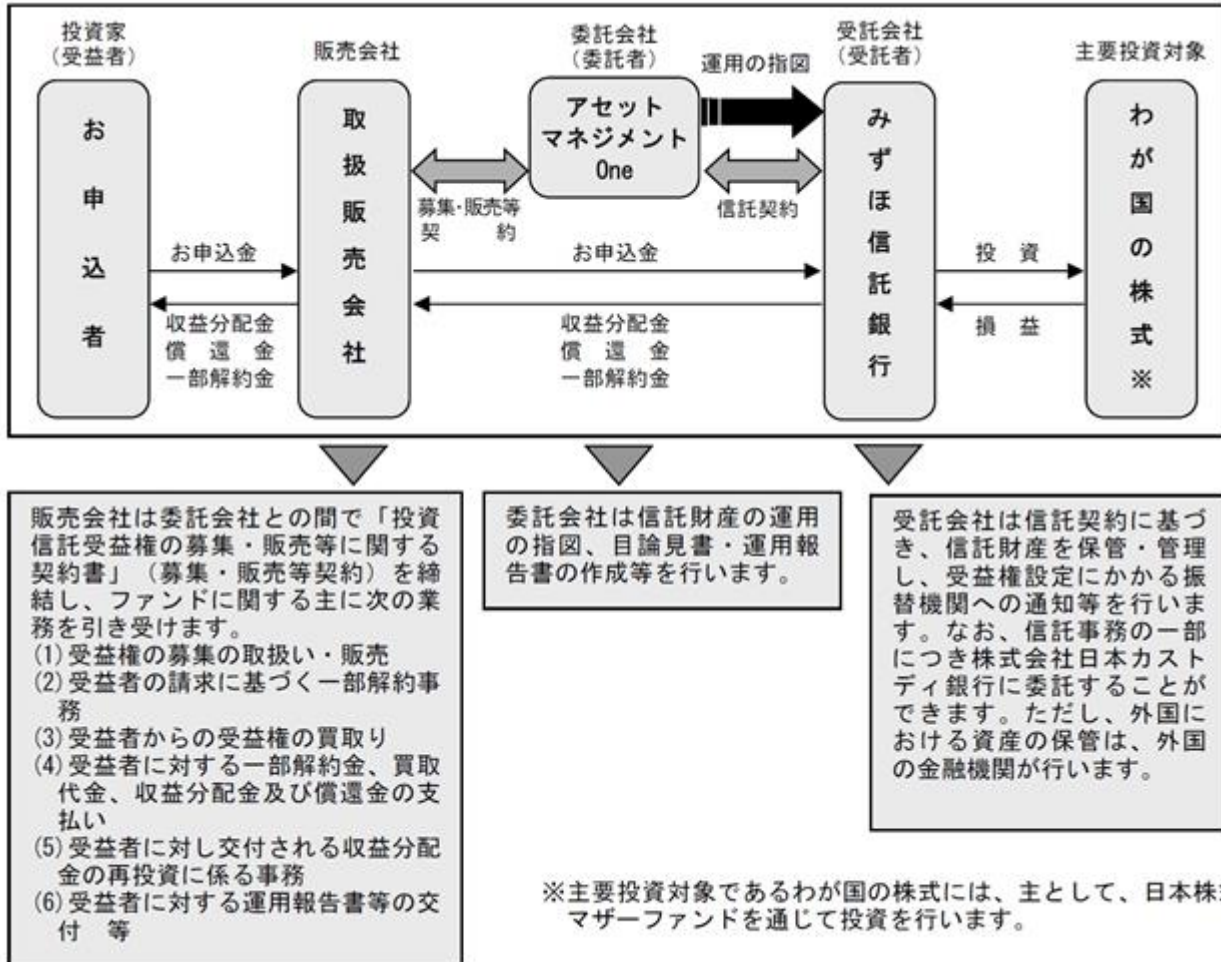 投資家
（受益者）
販売会社
委託会社
（委託者）
運用の指図
受託会社
（受託者）
主要投資対象
お申込者
取扱販売会社
アセット
マネジメント
One
みずほ信託銀行
わが国の株式※
募集・販売等
契　約
信託契約
お申込金
お申込金
投　資
収益分配金
償　還　金
一部解約金
収益分配金
償　還　金
一部解約金
損　益
販売会社は委託会社との間で「投資
信託受益権の募集・販売等に関する
契約書」（募集・販売等契約）を締
結し、ファンドに関する主に次の業
務を引き受けます。
(1)受益権の募集の取扱い・販売
(2)受益者の請求に基づく一部解約事
務
(3)受益者からの受益権の買取り
(4)受益者に対する一部解約金、買取
代金、収益分配金及び償還金の支
払い
(5)受益者に対し交付される収益分配
金の再投資に係る事務
(6)受益者に対する運用報告書等の交
付　等
委託会社は信託財産の運用
の指図、目論見書・運用報
告書の作成等を行います。
受託会社は信託契約に基づ
き、信託財産を保管・管理
し、受益権設定にかかる振
替機関への通知等を行いま
す。なお、信託事務の一部
につき株式会社日本カスト
ディ銀行に委託することが
できます。ただし、外国に
おける資産の保管は、外国
の金融機関が行います。
※主要投資対象であるわが国の株式には、主として、日本株
マザーファンドを通じて投資を行います。